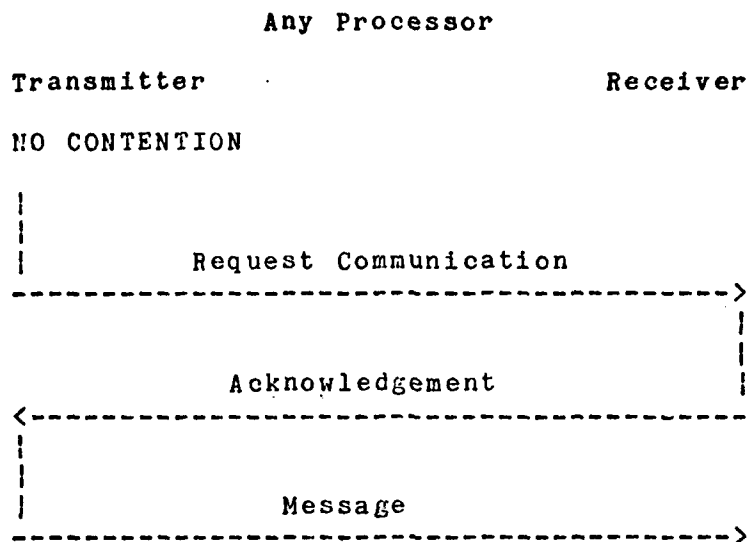 Any Processor
Transmitter Receiver
NO CONTENTION
Request Communication
Acknowledgement
Message